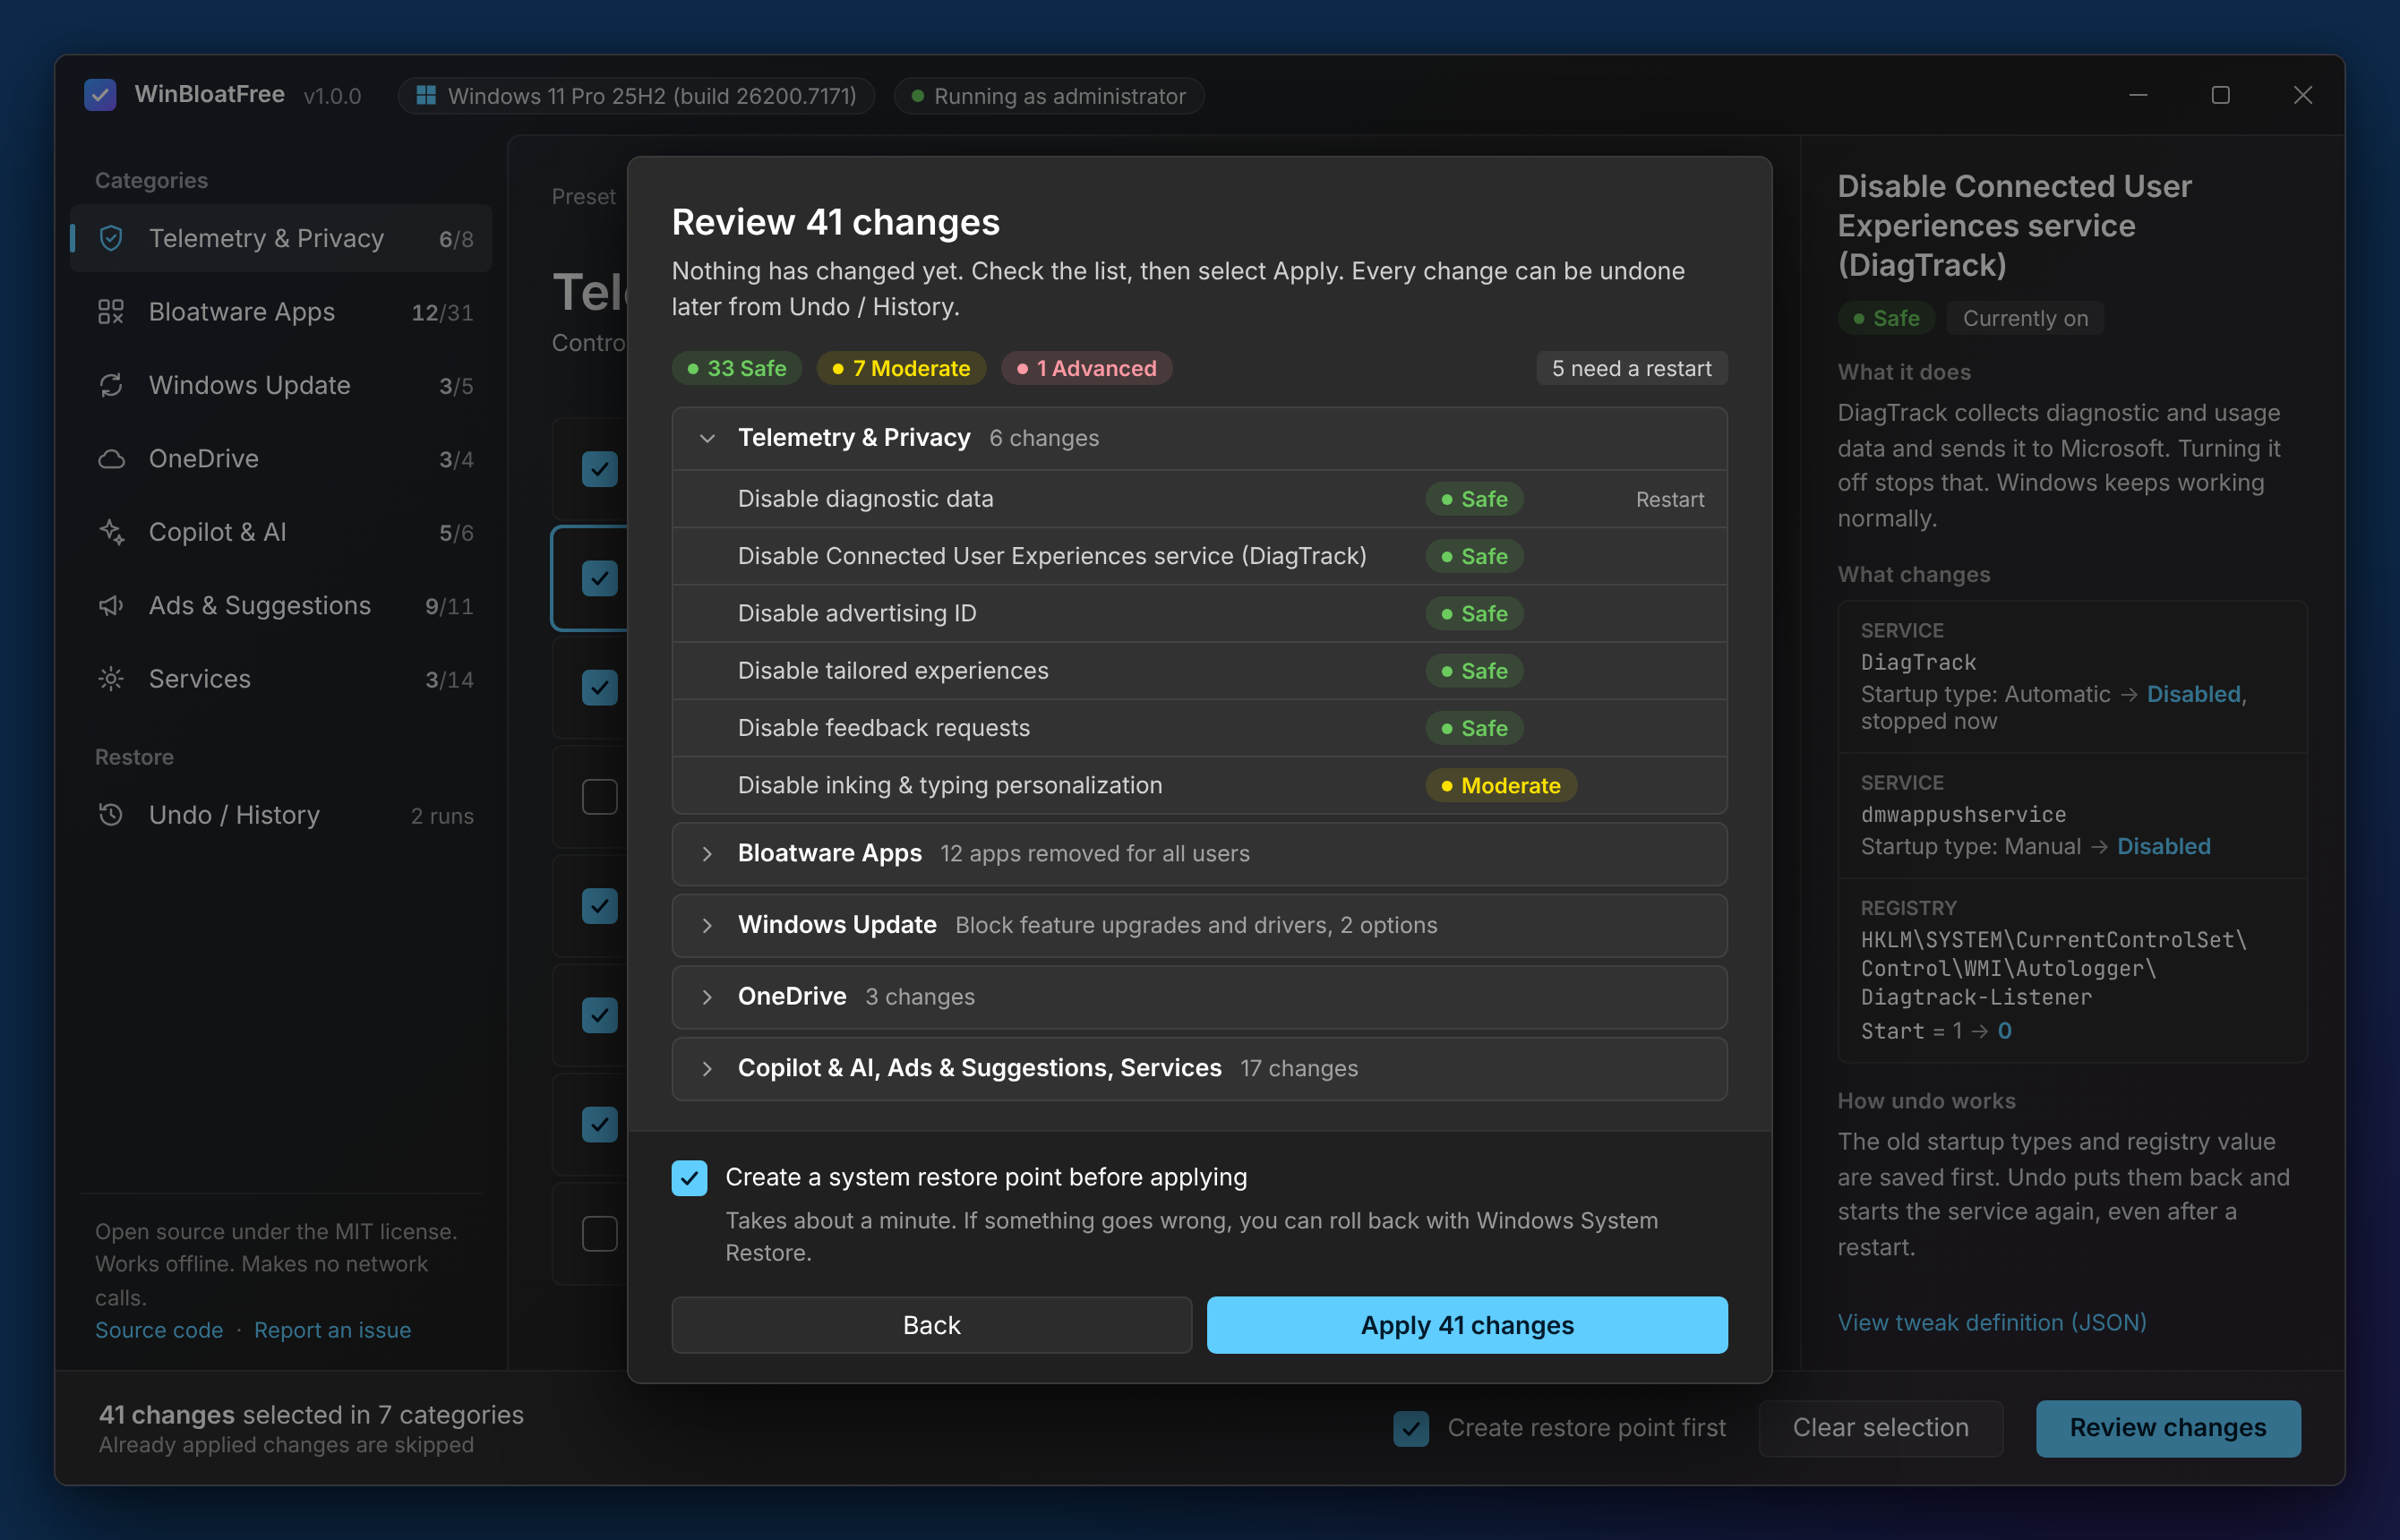 WinBloatFree v1.0.0 Windows 11 Pro 25H2 (build 26200.7171) Running as administrator
Categories
Telemetry & Privacy 6/8
Bloatware Apps 12/31
Windows Update 3/5
OneDrive 3/4
Copilot & AI 5/6
Ads & Suggestions 9/11
Services 3/14
Restore
Undo / History 2 runs
Open source under the MIT license.
Works offline. Makes no network
calls.
Source code · Report an issue
Preset
Tel
Contro
Review 41 changes
Nothing has changed yet. Check the list, then select Apply. Every change can be undone
later from Undo / History.
33 Safe 7 Moderate 1 Advanced 5 need a restart
Telemetry & Privacy 6 changes
Disable diagnostic data Safe Restart
Disable Connected User Experiences service (DiagTrack) Safe
Disable advertising ID Safe
Disable tailored experiences Safe
Disable feedback requests Safe
Disable inking & typing personalization Moderate
Bloatware Apps 12 apps removed for all users
Windows Update Block feature upgrades and drivers, 2 options
OneDrive 3 changes
Copilot & AI, Ads & Suggestions, Services 17 changes
Create a system restore point before applying
Takes about a minute. If something goes wrong, you can roll back with Windows System
Restore.
Back Apply 41 changes
Disable Connected User
Experiences service
(DiagTrack)
Safe Currently on
What it does
DiagTrack collects diagnostic and usage
data and sends it to Microsoft. Turning it
off stops that. Windows keeps working
normally.
What changes
SERVICE
DiagTrack
Startup type: Automatic → Disabled,
stopped now
SERVICE
dmwappushservice
Startup type: Manual → Disabled
REGISTRY
HKLM\SYSTEM\CurrentControlSet\
Control\WMI\Autologger\
Diagtrack-Listener
Start = 1 → 0
How undo works
The old startup types and registry value
are saved first. Undo puts them back and
starts the service again, even after a
restart.
View tweak definition (JSON)
41 changes selected in 7 categories
Already applied changes are skipped
Create restore point first Clear selection Review changes